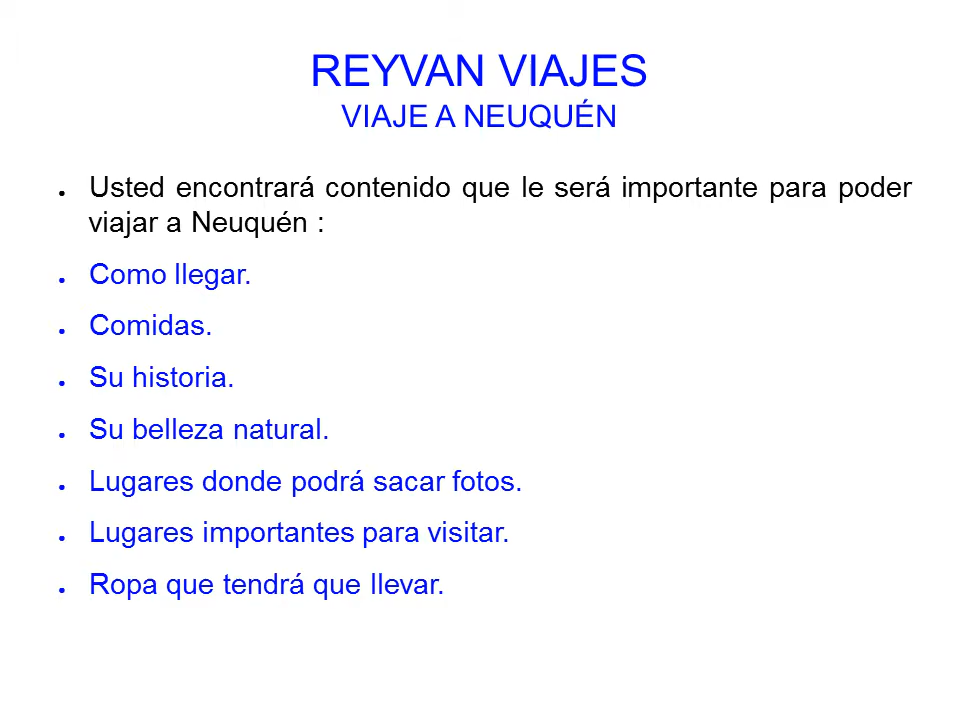 REYVAN VIAJES
VIAJE A NEUQUÉN
Usted encontrará contenido que le será importante para poder
viajar a Neuquén :
Como llegar.
Comidas.
Su historia.
Su belleza natural.
Lugares donde podrá sacar fotos.
Lugares importantes para visitar.
Ropa que tendrá que llevar.